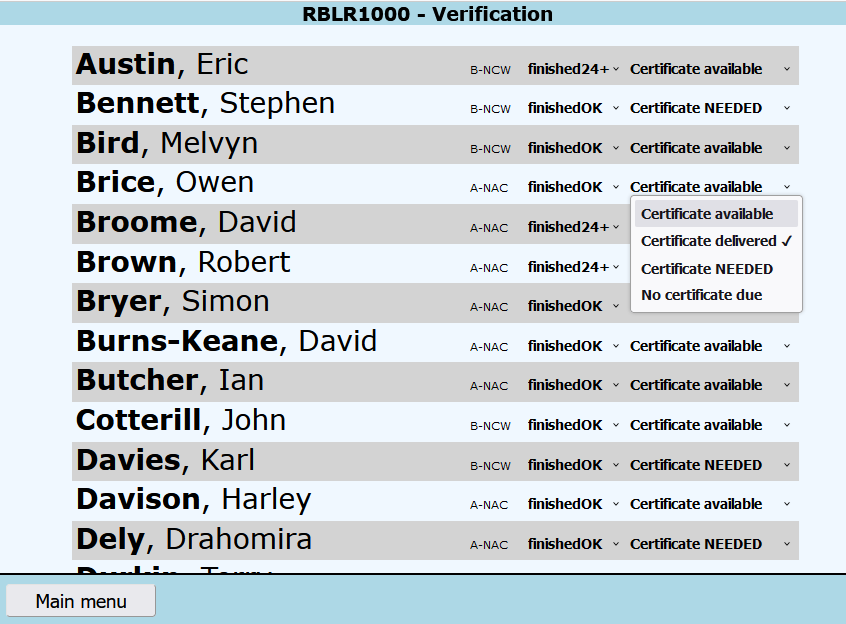 RBLR1000 - Verification
Austin, Eric B-NCW finished24+ Certificate available
Bennett, Stephen B-NCW finishedOK Certificate NEEDED
Bird, Melvyn B-NCW finishedOK Certificate available
Brice, Owen A-NAC finishedOK Certificate available
Certificate available
Broome, David A-NAC finished24+
Certificate delivered ✓
Brown, Robert A-NAC finished24+ Certificate NEEDED
Bryer, Simon A-NAC finishedOK No certificate due
Burns-Keane, David A-NAC finishedOK Certificate available
Butcher, Ian A-NAC finishedOK Certificate available
Cotterill, John B-NCW finishedOK Certificate available
Davies, Karl B-NCW finishedOK Certificate NEEDED
Davison, Harley A-NAC finishedOK Certificate available
Dely, Drahomira A-NAC finishedOK Certificate NEEDED
Main menu